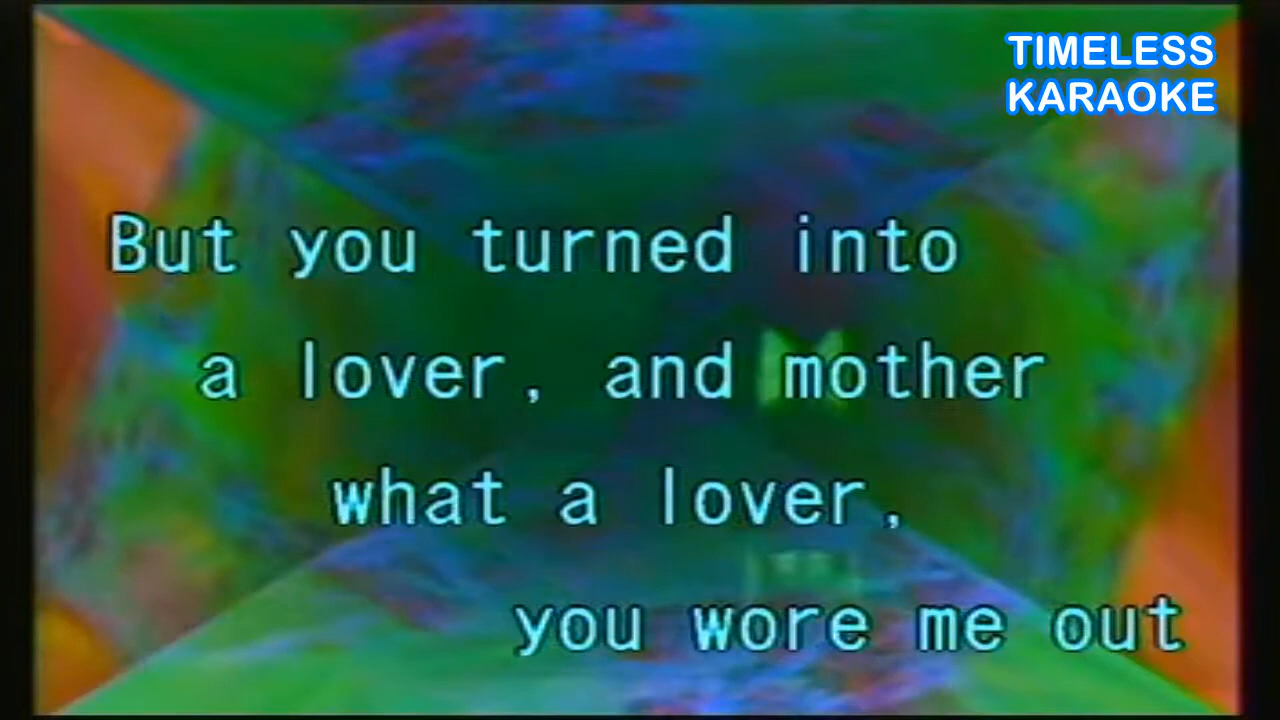 TIMELESS
KARAOKE
But you turned into
a lover, and mother
what a lover,
you wore me out